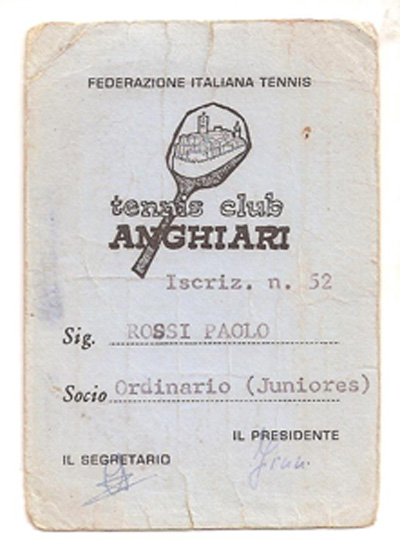 FEDERAZIONE ITALIANA TENNIS
tennis club
ANGHIARI
Iscriz. n. 52
Sig. ROSSI PAOLO
Socio Ordinario (Juniores)
IL PRESIDENTE
IL SEGRETARIO